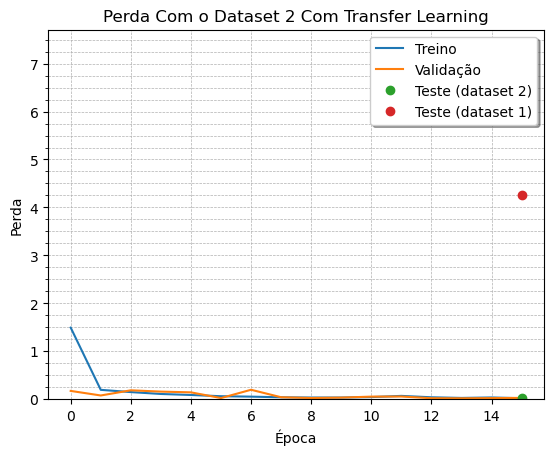 Perda Com o Dataset 2 Com Transfer Learning
Treino
Validação
Teste (dataset 2)
Teste (dataset 1)
7
6
5
4
3
2
1
0
Perda
0 2 4 6 8 10 12 14
Época